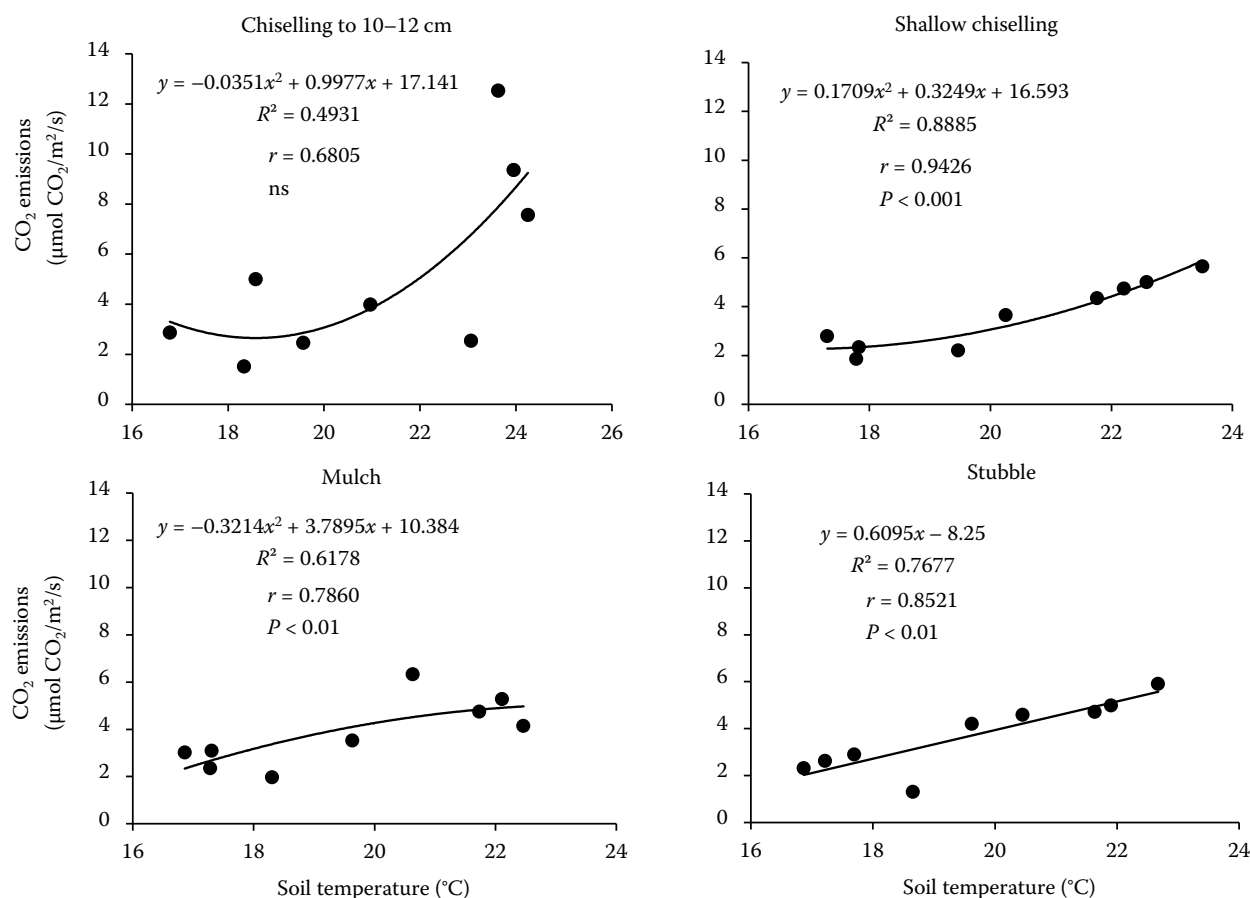 Chiselling to 10–12 cm
y = −0.0351x² + 0.9977x + 17.141
R² = 0.4931
r = 0.6805
ns
CO₂ emissions
(μmol CO₂/m²/s)
14
12
10
8
6
4
2
0
16 18 20 22 24 26
Shallow chiselling
y = 0.1709x² + 0.3249x + 16.593
R² = 0.8885
r = 0.9426
P < 0.001
14
12
10
8
6
4
2
0
16 18 20 22 24
Mulch
y = −0.3214x² + 3.7895x + 10.384
R² = 0.6178
r = 0.7860
P < 0.01
CO₂ emissions
(μmol CO₂/m²/s)
14
12
10
8
6
4
2
0
16 18 20 22 24
Soil temperature (°C)
Stubble
y = 0.6095x – 8.25
R² = 0.7677
r = 0.8521
P < 0.01
14
12
10
8
6
4
2
0
16 18 20 22 24
Soil temperature (°C)